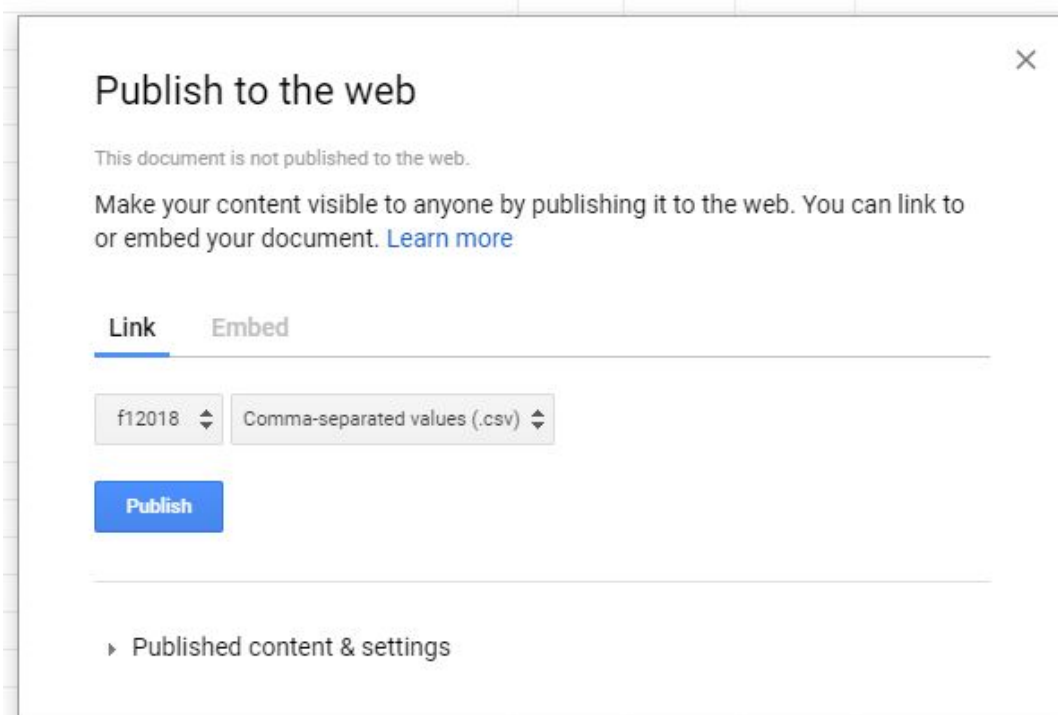 Publish to the web
This document is not published to the web.
Make your content visible to anyone by publishing it to the web. You can link to
or embed your document. Learn more
Link Embed
f12018 Comma-separated values (.csv)
Publish
Published content & settings